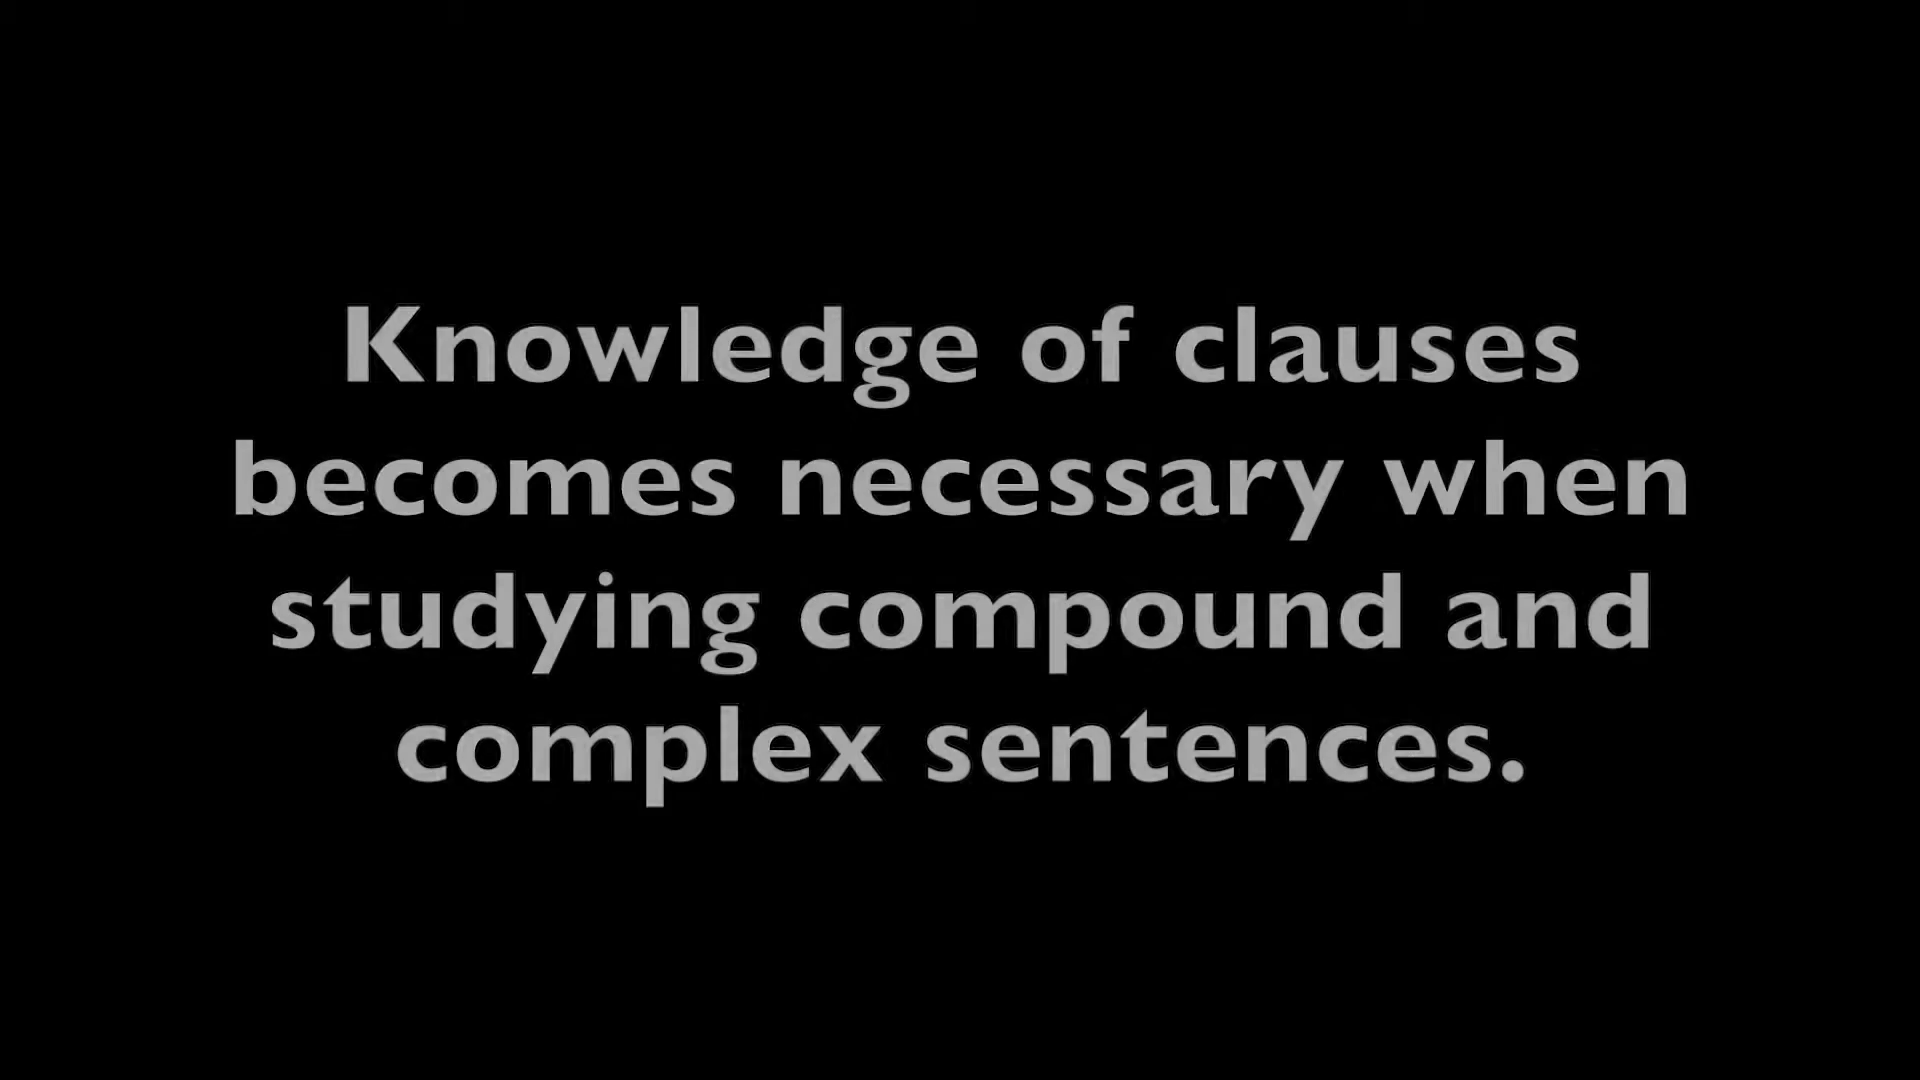 Knowledge of clauses
becomes necessary when
studying compound and
complex sentences.